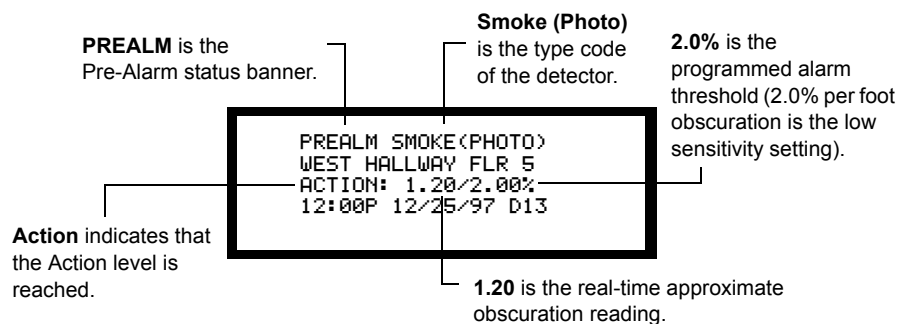 PREALM is the
Pre-Alarm status banner.
Smoke (Photo)
is the type code
of the detector.
2.0% is the
programmed alarm
threshold (2.0% per foot
obscuration is the low
sensitivity setting).
PREALM SMOKE(PHOTO)
WEST HALLWAY FLR 5
ACTION: 1.20/2.00%
12:00P 12/25/97 D13
Action indicates that
the Action level is
reached.
1.20 is the real-time approximate
obscuration reading.